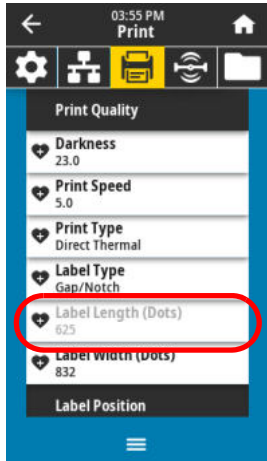 03:55 PM
Print
Print Quality
Darkness
23.0
Print Speed
5.0
Print Type
Direct Thermal
Label Type
Gap/Notch
Label Length (Dots)
625
Label Width (Dots)
832
Label Position